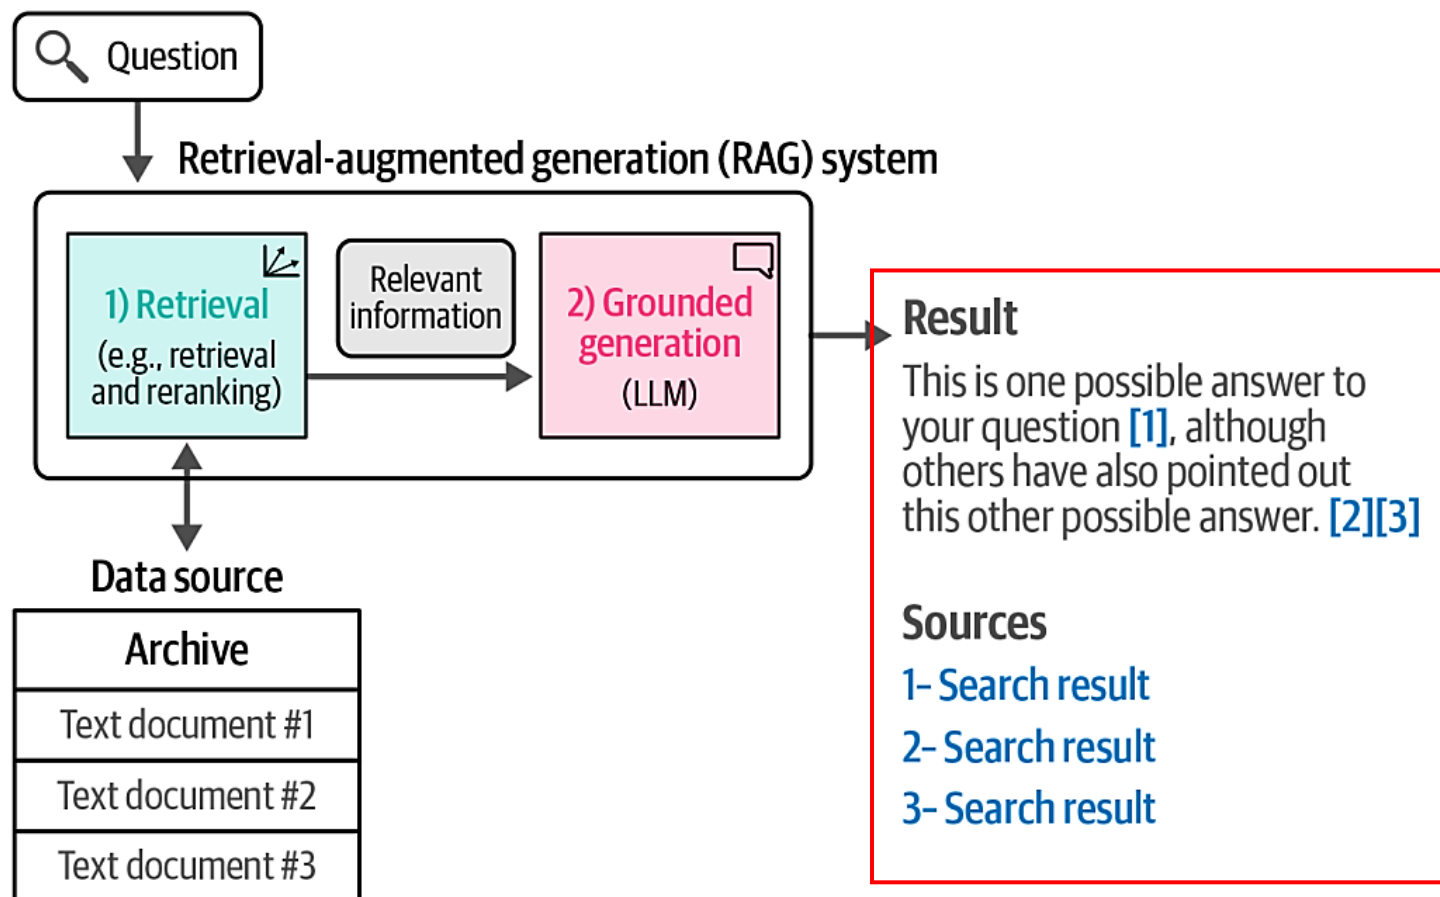 Question
Retrieval-augmented generation (RAG) system
1) Retrieval
(e.g., retrieval
and reranking)
Relevant
information
2) Grounded
generation
(LLM)
Result
This is one possible answer to
your question [1], although
others have also pointed out
this other possible answer. [2][3]
Sources
1- Search result
2- Search result
3- Search result
Data source
Archive
Text document #1
Text document #2
Text document #3